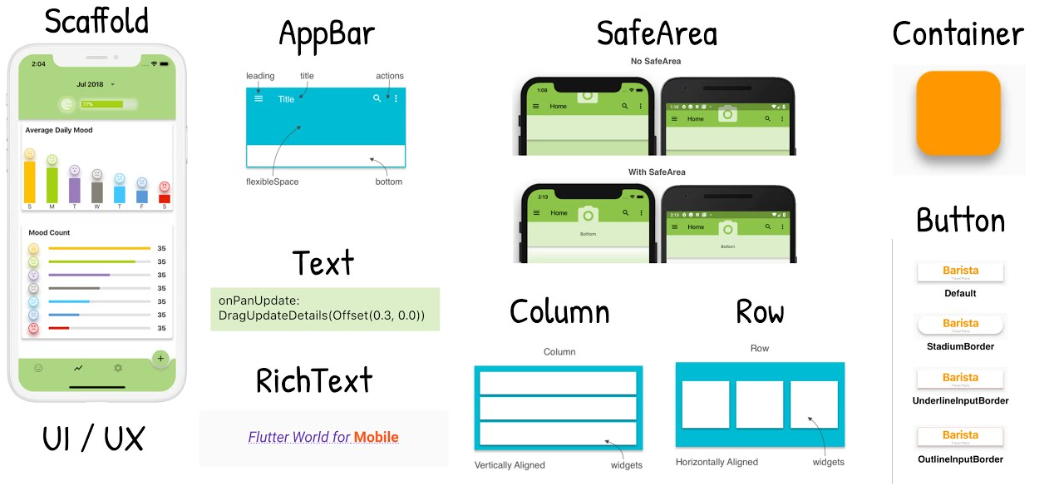 Scaffold
2:04
Jul 2018
Average Daily Mood
S M T W T F S
Mood Count
35
35
35
35
35
35
35
UI / UX
AppBar
leading title actions
Title
flexibleSpace bottom
Text
onPanUpdate:
DragUpdateDetails(Offset(0.3, 0.0))
RichText
Flutter World for Mobile
SafeArea
No SafeArea
Home
Home
With SafeArea
2:13
Home
Bottom
Home
Bottom
Column
Column
Vertically Aligned widgets
Row
Row
Horizontally Aligned widgets
Container
Button
Barista
Default
Barista
StadiumBorder
Barista
UnderlineInputBorder
Barista
OutlineInputBorder